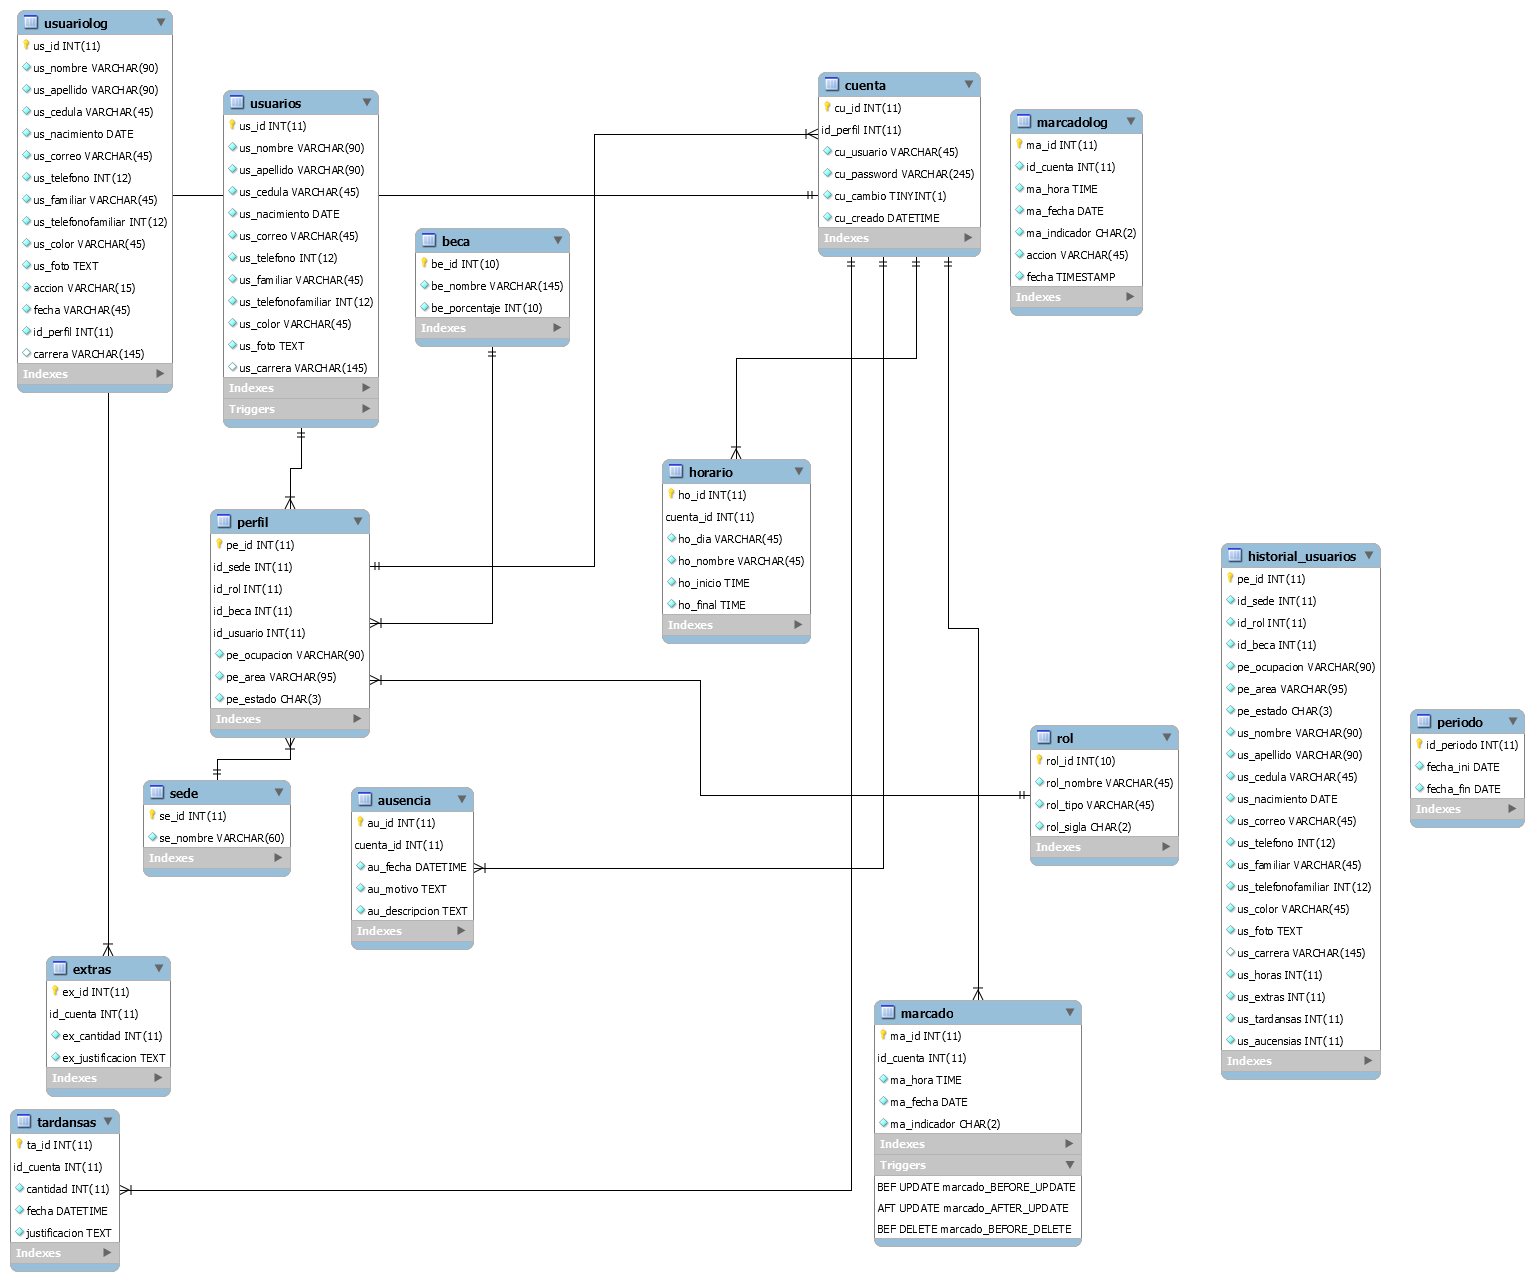 usuariolog
us_id INT(11)
us_nombre VARCHAR(90)
us_apellido VARCHAR(90)
us_cedula VARCHAR(45)
us_nacimiento DATE
us_correo VARCHAR(45)
us_telefono INT(12)
us_familiar VARCHAR(45)
us_telefonofamiliar INT(12)
us_color VARCHAR(45)
us_foto TEXT
accion VARCHAR(15)
fecha VARCHAR(45)
id_perfil INT(11)
carrera VARCHAR(145)
Indexes
usuarios
us_id INT(11)
us_nombre VARCHAR(90)
us_apellido VARCHAR(90)
us_cedula VARCHAR(45)
us_nacimiento DATE
us_correo VARCHAR(45)
us_telefono INT(12)
us_familiar VARCHAR(45)
us_telefonofamiliar INT(12)
us_color VARCHAR(45)
us_foto TEXT
us_carrera VARCHAR(145)
Indexes
Triggers
beca
be_id INT(10)
be_nombre VARCHAR(145)
be_porcentaje INT(10)
Indexes
cuenta
cu_id INT(11)
id_perfil INT(11)
cu_usuario VARCHAR(45)
cu_password VARCHAR(245)
cu_cambio TINYINT(1)
cu_creado DATETIME
Indexes
marcadolog
ma_id INT(11)
id_cuenta INT(11)
ma_hora TIME
ma_fecha DATE
ma_indicador CHAR(2)
accion VARCHAR(45)
fecha TIMESTAMP
Indexes
horario
ho_id INT(11)
cuenta_id INT(11)
ho_dia VARCHAR(45)
ho_nombre VARCHAR(45)
ho_inicio TIME
ho_final TIME
Indexes
perfil
pe_id INT(11)
id_sede INT(11)
id_rol INT(11)
id_beca INT(11)
id_usuario INT(11)
pe_ocupacion VARCHAR(90)
pe_area VARCHAR(95)
pe_estado CHAR(3)
Indexes
historial_usuarios
pe_id INT(11)
id_sede INT(11)
id_rol INT(11)
id_beca INT(11)
pe_ocupacion VARCHAR(90)
pe_area VARCHAR(95)
pe_estado CHAR(3)
us_nombre VARCHAR(90)
us_apellido VARCHAR(90)
us_cedula VARCHAR(45)
us_nacimiento DATE
us_correo VARCHAR(45)
us_telefono INT(12)
us_familiar VARCHAR(45)
us_telefonofamiliar INT(12)
us_color VARCHAR(45)
us_foto TEXT
us_carrera VARCHAR(145)
us_horas INT(11)
us_extras INT(11)
us_tardansas INT(11)
us_aucensias INT(11)
Indexes
periodo
id_periodo INT(11)
fecha_ini DATE
fecha_fin DATE
Indexes
rol
rol_id INT(10)
rol_nombre VARCHAR(45)
rol_tipo VARCHAR(45)
rol_sigla CHAR(2)
Indexes
sede
se_id INT(11)
se_nombre VARCHAR(60)
Indexes
ausencia
au_id INT(11)
cuenta_id INT(11)
au_fecha DATETIME
au_motivo TEXT
au_descripcion TEXT
Indexes
extras
ex_id INT(11)
id_cuenta INT(11)
ex_cantidad INT(11)
ex_justificacion TEXT
Indexes
marcado
ma_id INT(11)
id_cuenta INT(11)
ma_hora TIME
ma_fecha DATE
ma_indicador CHAR(2)
Indexes
Triggers
BEF UPDATE marcado_BEFORE_UPDATE
AFT UPDATE marcado_AFTER_UPDATE
BEF DELETE marcado_BEFORE_DELETE
tardansas
ta_id INT(11)
id_cuenta INT(11)
cantidad INT(11)
fecha DATETIME
justificacion TEXT
Indexes